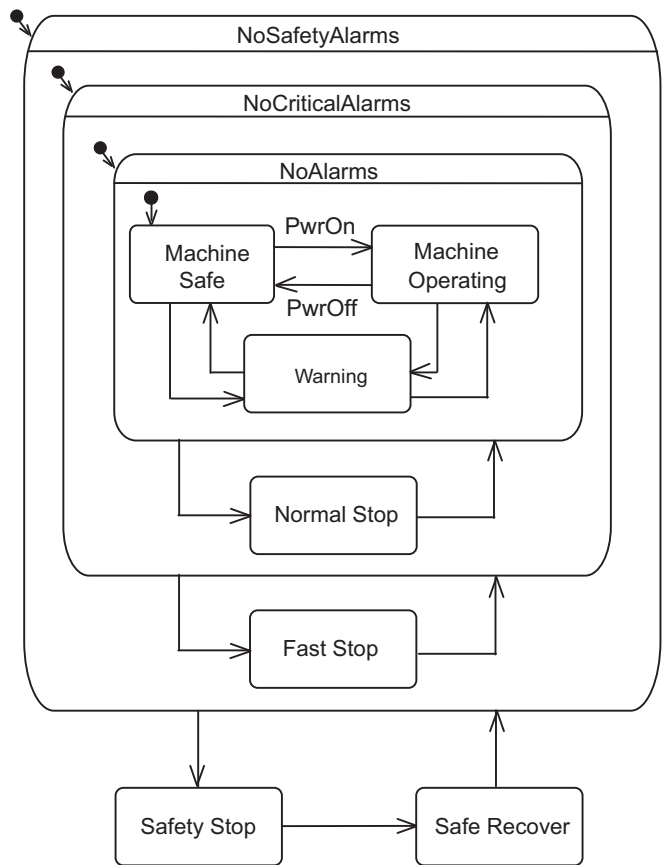 NoSafetyAlarms
NoCriticalAlarms
NoAlarms
PwrOn
Machine
Safe
Machine
Operating
PwrOff
Warning
Normal Stop
Fast Stop
Safety Stop
Safe Recover